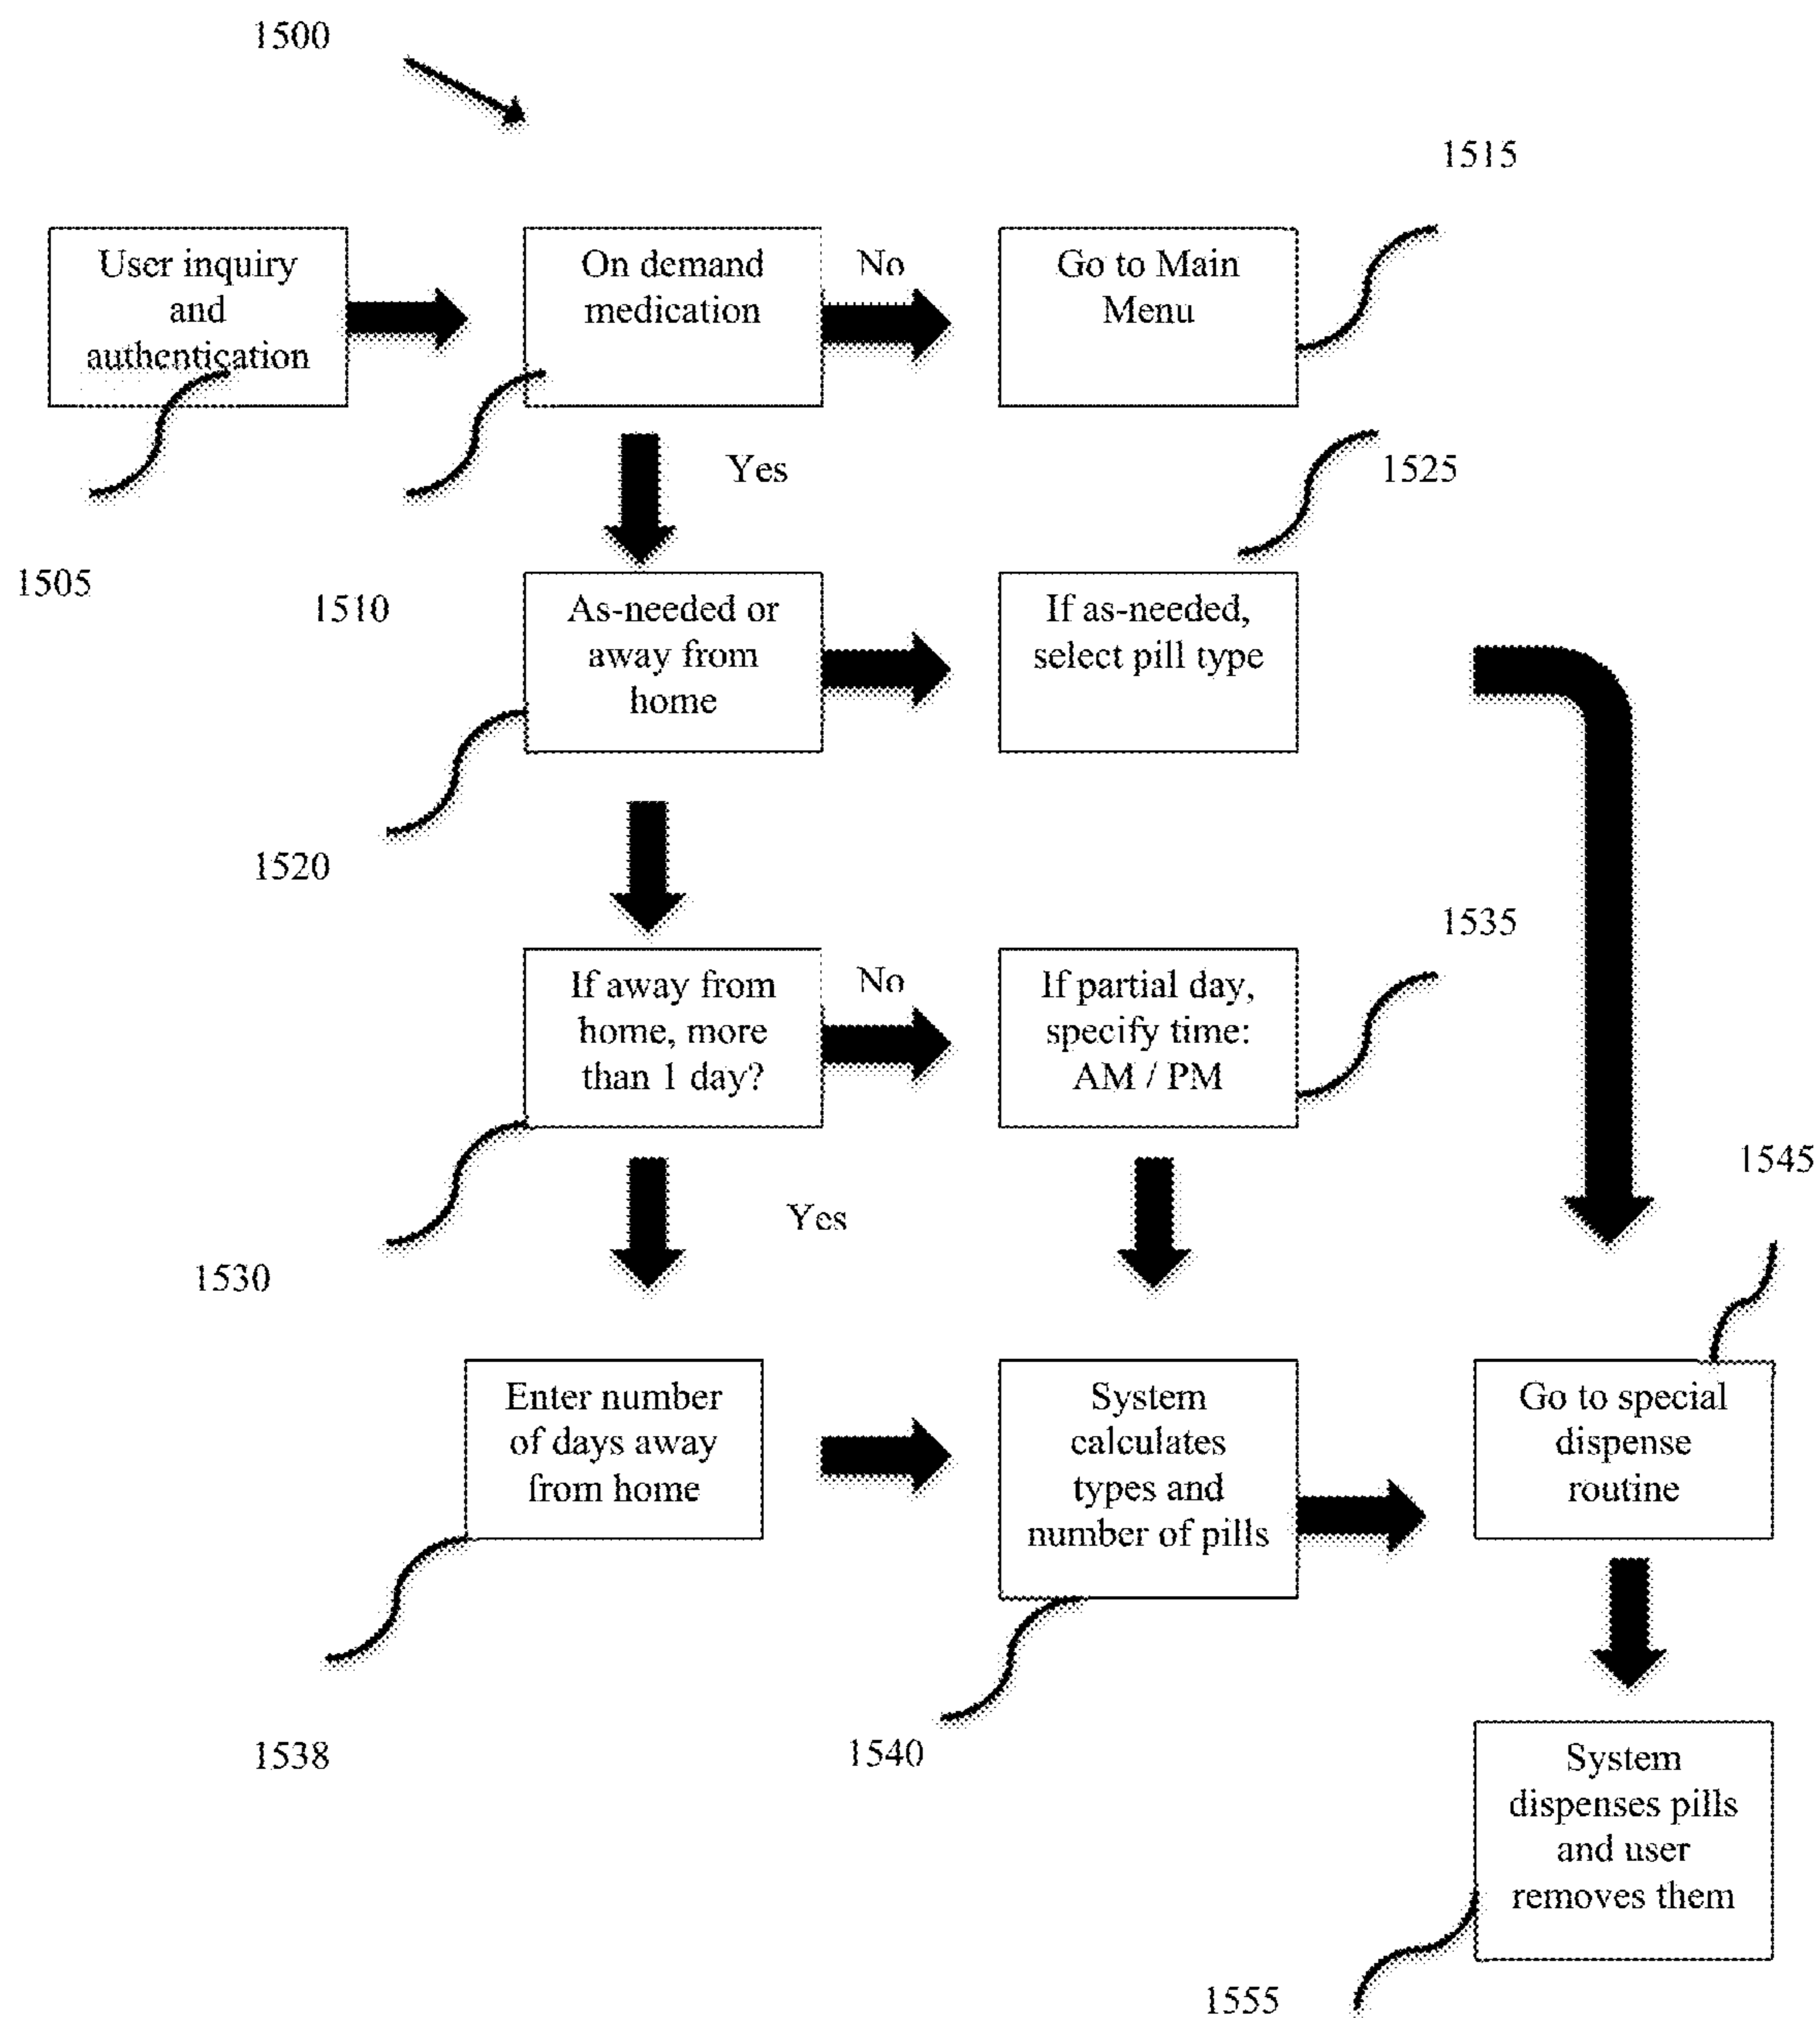 1500
1515
User inquiry
and
authentication
On demand
medication
No
Go to Main
Menu
Yes
1525
1505
1510
As-needed or
away from
home
If as-needed,
select pill type
1520
1535
If away from
home, more
than 1 day?
No
If partial day,
specify time:
AM / PM
1545
Yes
1530
Enter number
of days away
from home
System
calculates
types and
number of pills
Go to special
dispense
routine
1538
1540
System
dispenses pills
and user
removes them
1555